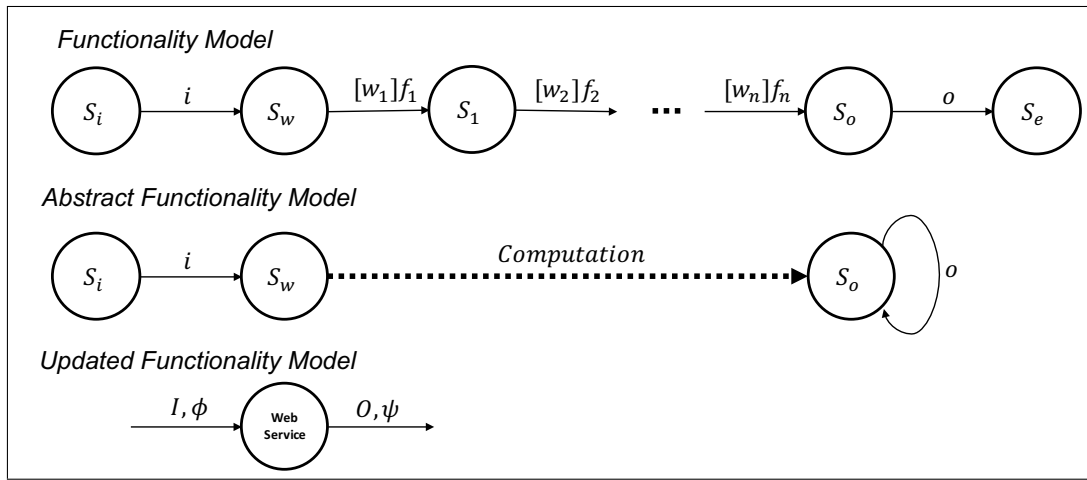 Functionality Model
S_i i S_w [w_1]f_1 S_1 [w_2]f_2 ... [w_n]f_n S_o o S_e
Abstract Functionality Model
S_i i S_w Computation S_o o
Updated Functionality Model
I, ϕ Web Service O, ψ